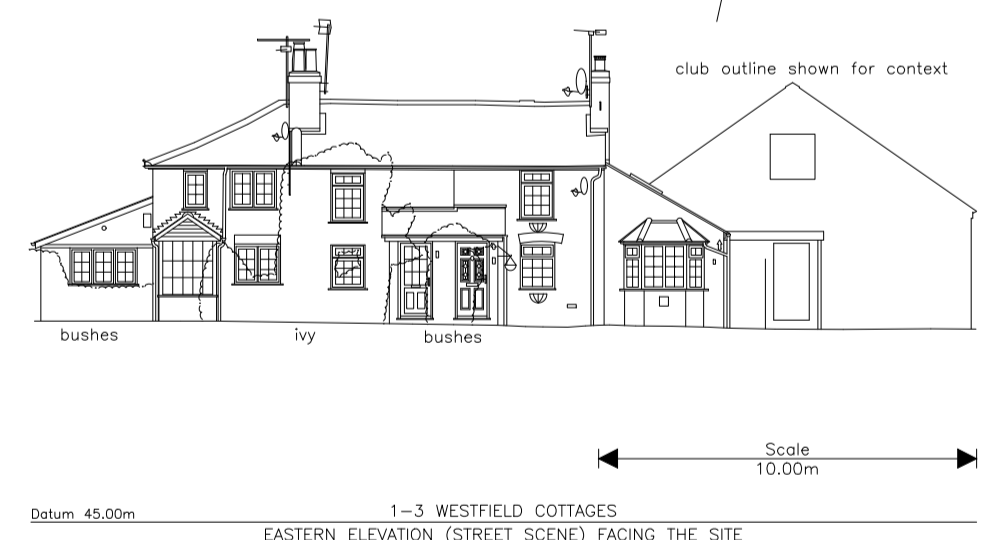 club outline shown for context
bushes
ivy
bushes
Scale
10.00m
Datum 45.00m
1-3 WESTFIELD COTTAGES
EASTERN ELEVATION (STREET SCENE) FACING THE SITE